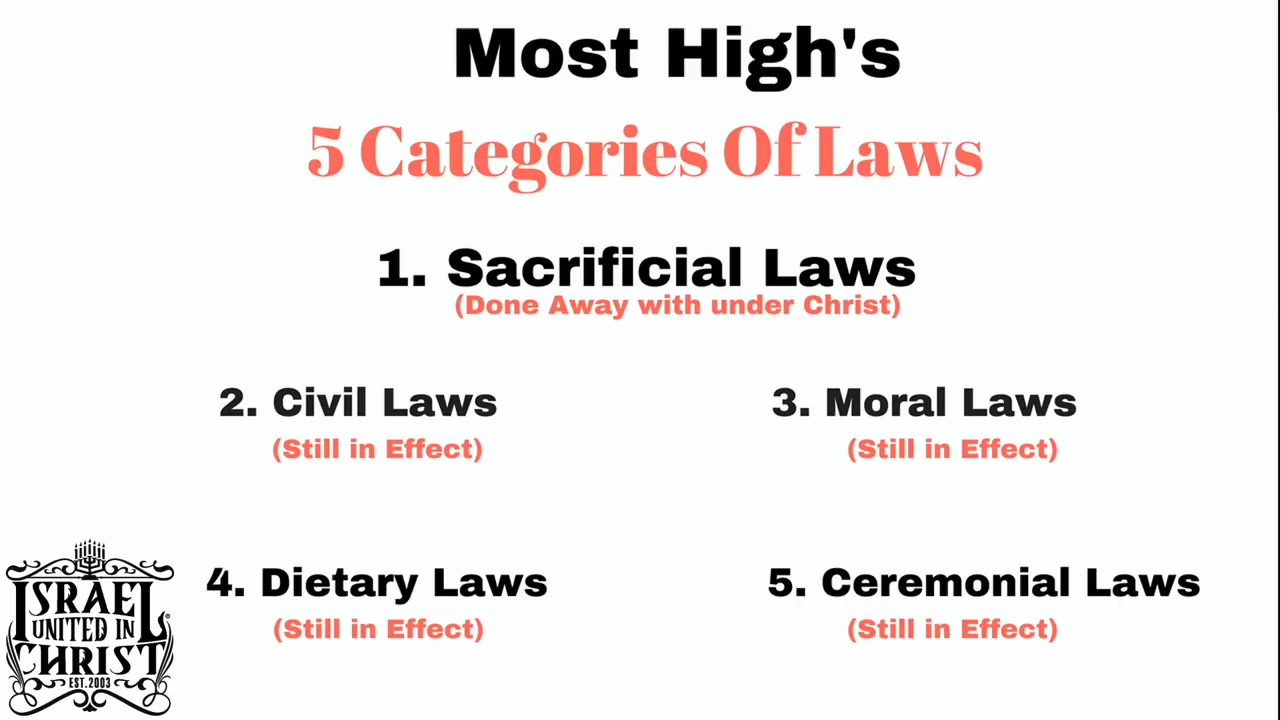 Most High's
5 Categories Of Laws
1. Sacrificial Laws
(Done Away with under Christ)
2. Civil Laws
(Still in Effect)
3. Moral Laws
(Still in Effect)
4. Dietary Laws
(Still in Effect)
5. Ceremonial Laws
(Still in Effect)
ISRAEL
UNITED IN
CHRIST
EST.2003
®